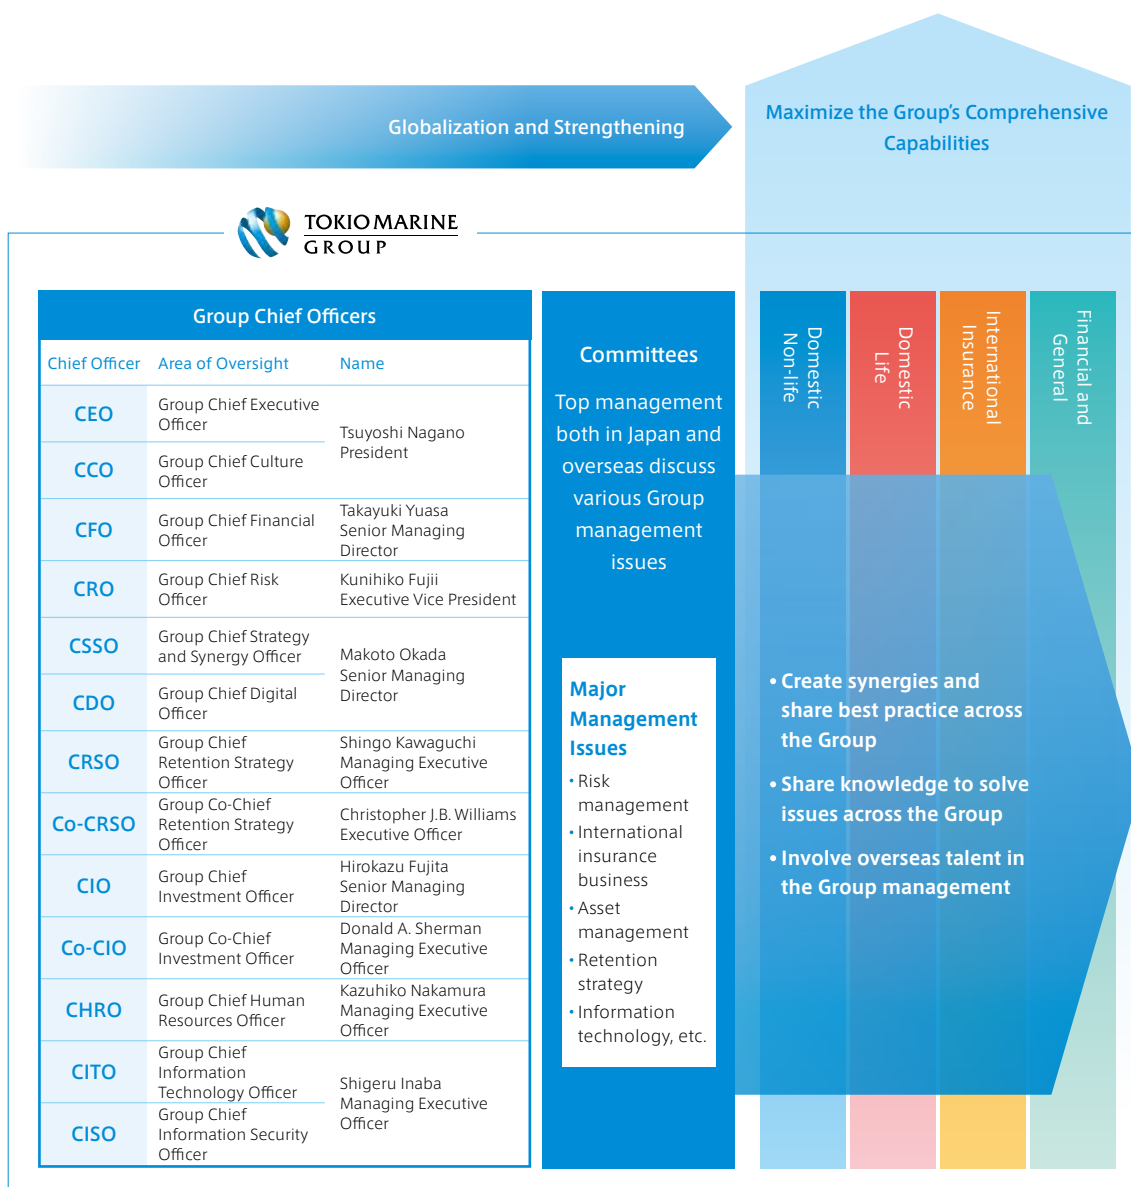 Globalization and Strengthening
Maximize the Group's Comprehensive
Capabilities
TOKIO MARINE
GROUP
Group Chief Officers
Chief Officer
Area of Oversight
Name
CEO
Group Chief Executive
Officer
Tsuyoshi Nagano
President
CCO
Group Chief Culture
Officer
CFO
Group Chief Financial
Officer
Takayuki Yuasa
Senior Managing
Director
CRO
Group Chief Risk
Officer
Kunihiko Fujii
Executive Vice President
CSSO
Group Chief Strategy
and Synergy Officer
Makoto Okada
Senior Managing
Director
CDO
Group Chief Digital
Officer
CRSO
Group Chief
Retention Strategy
Officer
Shingo Kawaguchi
Managing Executive
Officer
Co-CRSO
Group Co-Chief
Retention Strategy
Officer
Christopher J.B. Williams
Executive Officer
CIO
Group Chief
Investment Officer
Hirokazu Fujita
Senior Managing
Director
Co-CIO
Group Co-Chief
Investment Officer
Donald A. Sherman
Managing Executive
Officer
CHRO
Group Chief Human
Resources Officer
Kazuhiko Nakamura
Managing Executive
Officer
CITO
Group Chief
Information
Technology Officer
Shigeru Inaba
Managing Executive
Officer
CISO
Group Chief
Information Security
Officer
Committees
Top management
both in Japan and
overseas discuss
various Group
management
issues
Major
Management
Issues
• Risk
management
• International
insurance
business
• Asset
management
• Retention
strategy
• Information
technology, etc.
Domestic
Non-life
Domestic
Life
International
Insurance
Financial and
General
• Create synergies and
share best practice across
the Group
• Share knowledge to solve
issues across the Group
• Involve overseas talent in
the Group management